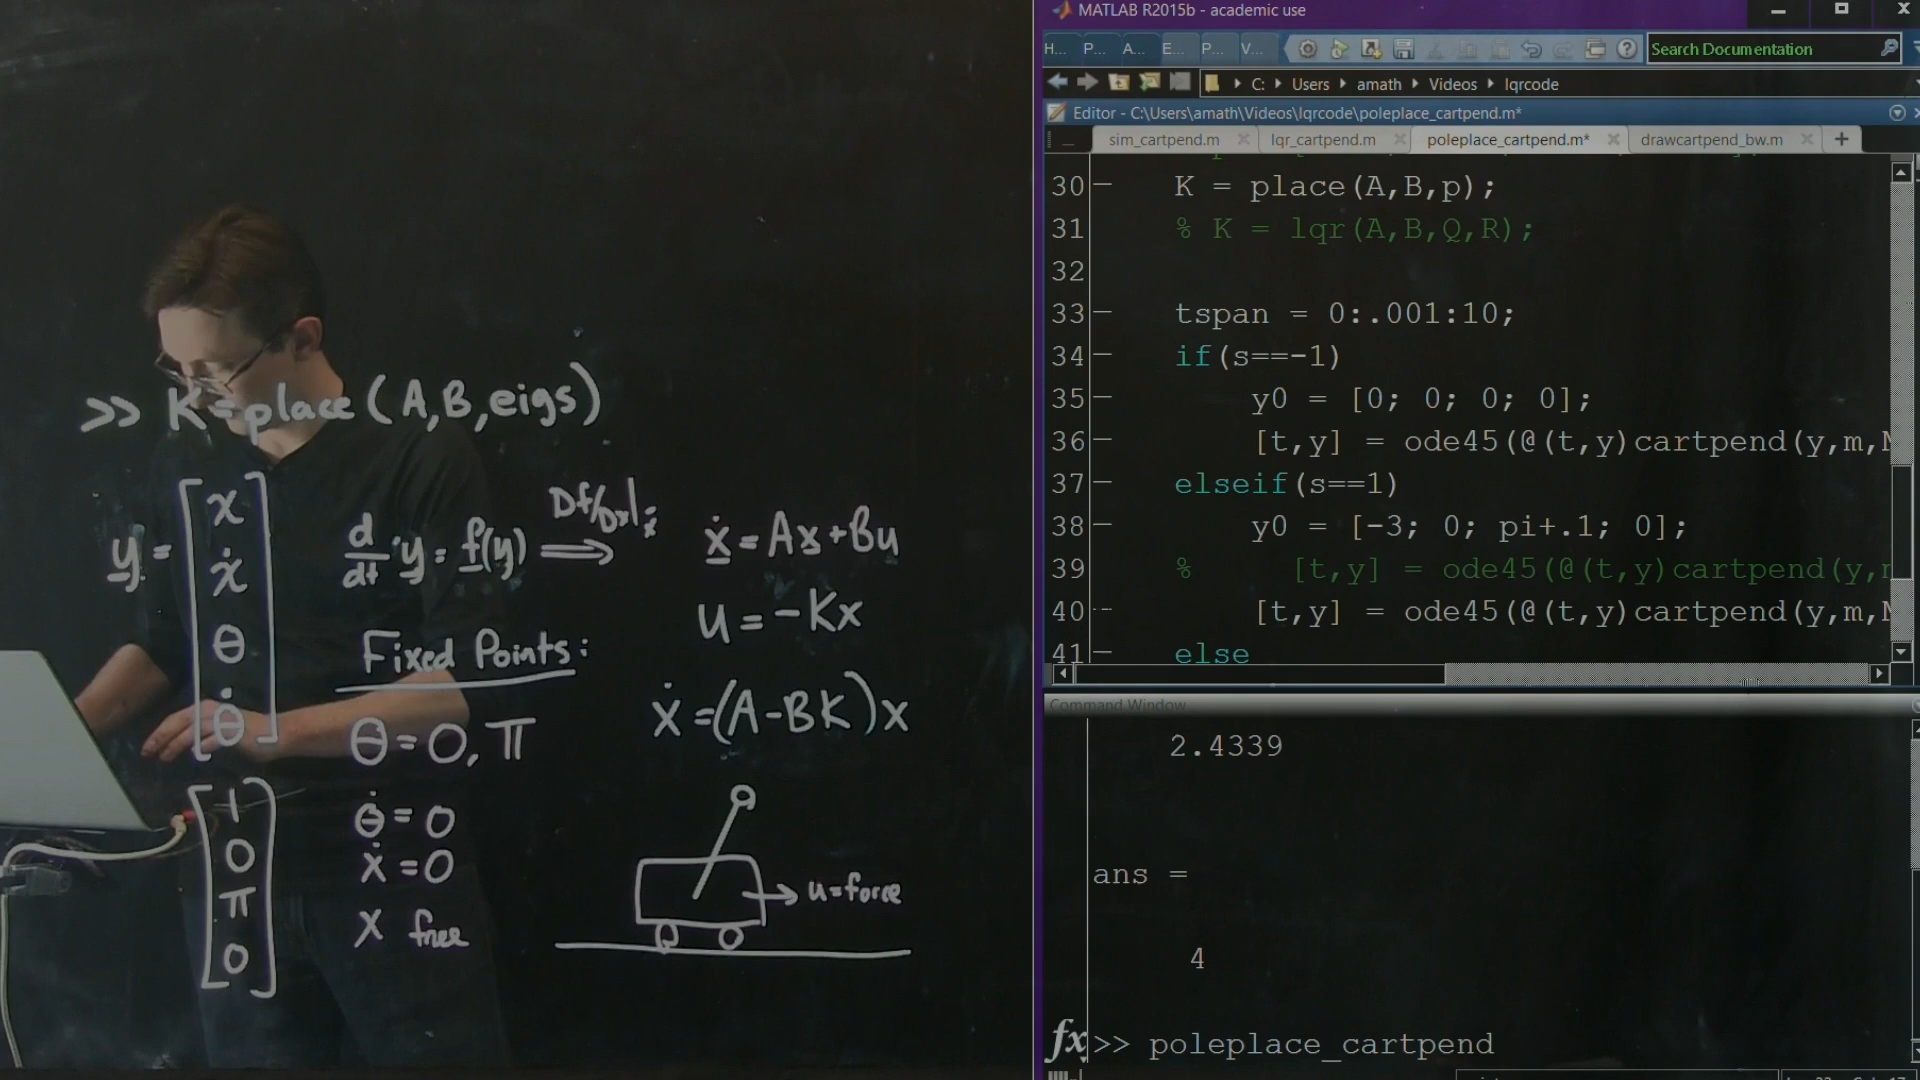 >> K=place(A,B,eigs)
y = [x ẋ θ θ̇]
d/dt y = f(y) ⟹
Df/Dx|x̄
ẋ = Ax+Bu
u = -Kx
ẋ =(A-BK)x
Fixed Points:
θ = 0, π
θ̇ = 0
ẋ = 0
x free
[1 0 π 0]
u=force
MATLAB R2015b - academic use
H... P... A... E... P... V...
Search Documentation
C: Users amath Videos lqrcode
Editor - C:\Users\amath\Videos\lqrcode\poleplace_cartpend.m*
sim_cartpend.m lqr_cartpend.m poleplace_cartpend.m* drawcartpend_bw.m +
30 K = place(A,B,p);
31 % K = lqr(A,B,Q,R);
32
33 tspan = 0:.001:10;
34 if(s==-1)
35 y0 = [0; 0; 0; 0];
36 [t,y] = ode45(@(t,y)cartpend(y,m,
37 elseif(s==1)
38 y0 = [-3; 0; pi+.1; 0];
39 % [t,y] = ode45(@(t,y)cartpend(y,
40 [t,y] = ode45(@(t,y)cartpend(y,m,
41 else
Command Window
2.4339
ans =
4
fx >> poleplace_cartpend